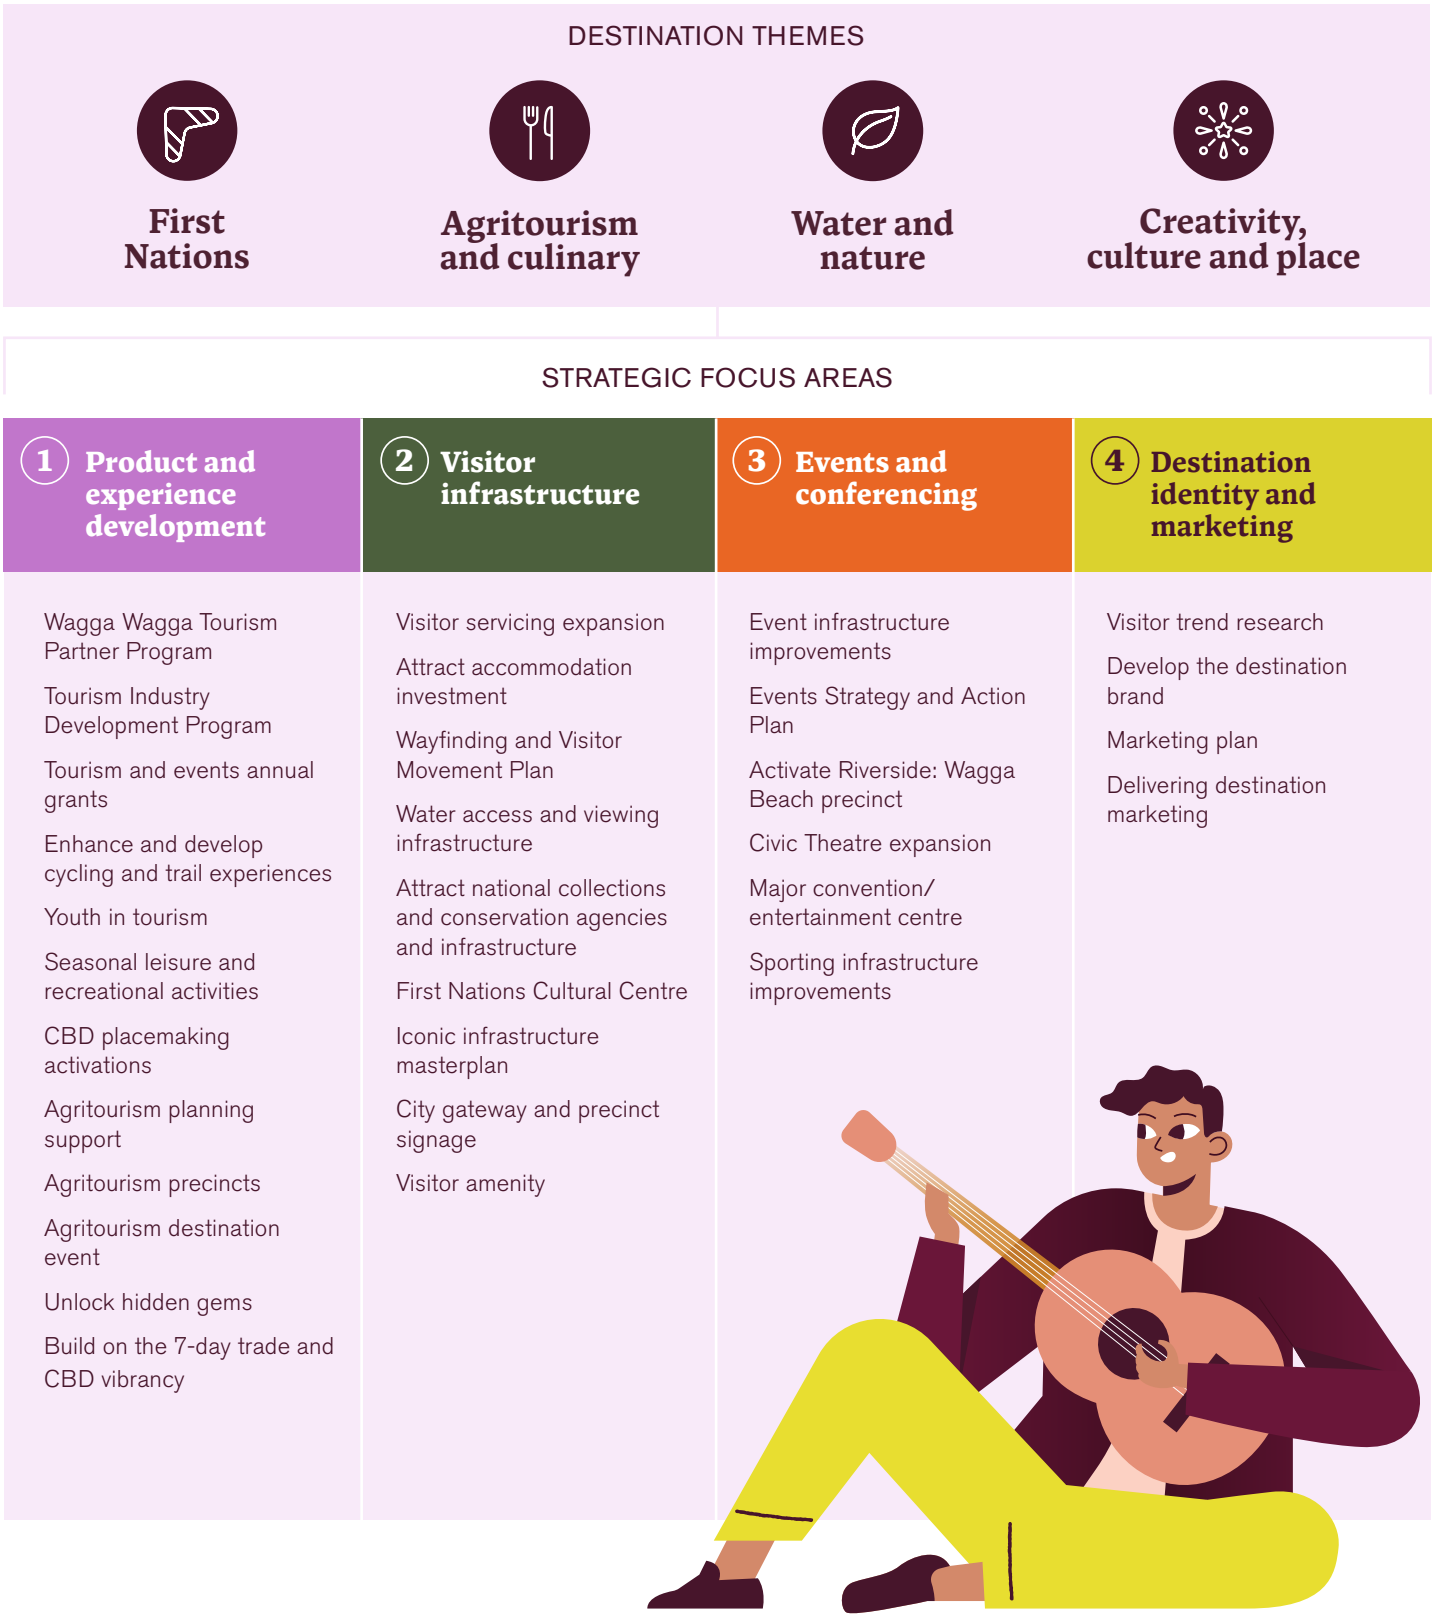 DESTINATION THEMES
First
Nations
Agritourism
and culinary
Water and
nature
Creativity,
culture and place
STRATEGIC FOCUS AREAS
1 Product and
experience
development
Wagga Wagga Tourism
Partner Program
Tourism Industry
Development Program
Tourism and events annual
grants
Enhance and develop
cycling and trail experiences
Youth in tourism
Seasonal leisure and
recreational activities
CBD placemaking
activations
Agritourism planning
support
Agritourism precincts
Agritourism destination
event
Unlock hidden gems
Build on the 7-day trade and
CBD vibrancy
2 Visitor
infrastructure
Visitor servicing expansion
Attract accommodation
investment
Wayfinding and Visitor
Movement Plan
Water access and viewing
infrastructure
Attract national collections
and conservation agencies
and infrastructure
First Nations Cultural Centre
Iconic infrastructure
masterplan
City gateway and precinct
signage
Visitor amenity
3 Events and
conferencing
Event infrastructure
improvements
Events Strategy and Action
Plan
Activate Riverside: Wagga
Beach precinct
Civic Theatre expansion
Major convention/
entertainment centre
Sporting infrastructure
improvements
4 Destination
identity and
marketing
Visitor trend research
Develop the destination
brand
Marketing plan
Delivering destination
marketing